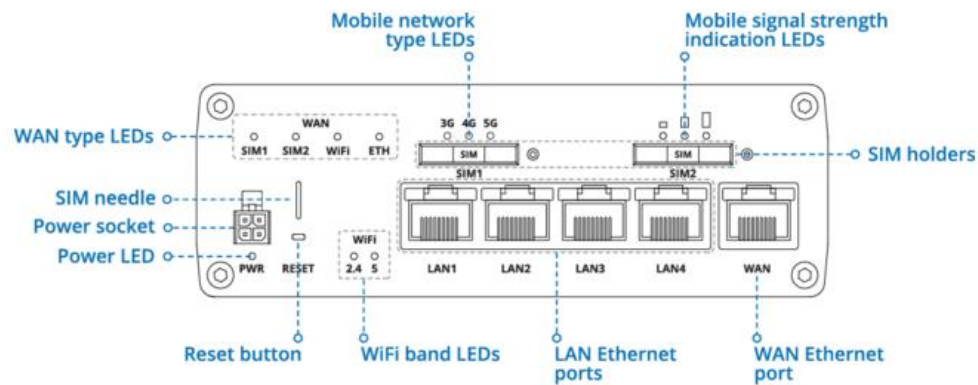 Mobile network
type LEDs
Mobile signal strength
indication LEDs
WAN type LEDs
WAN
SIM1 SIM2 WiFi ETH
3G 4G 5G
SIM
SIM1
SIM
SIM2
SIM holders
SIM needle
Power socket
Power LED
PWR
RESET
WiFi
2.4 5
LAN1 LAN2 LAN3 LAN4 WAN
Reset button
WiFi band LEDs
LAN Ethernet
ports
WAN Ethernet
port